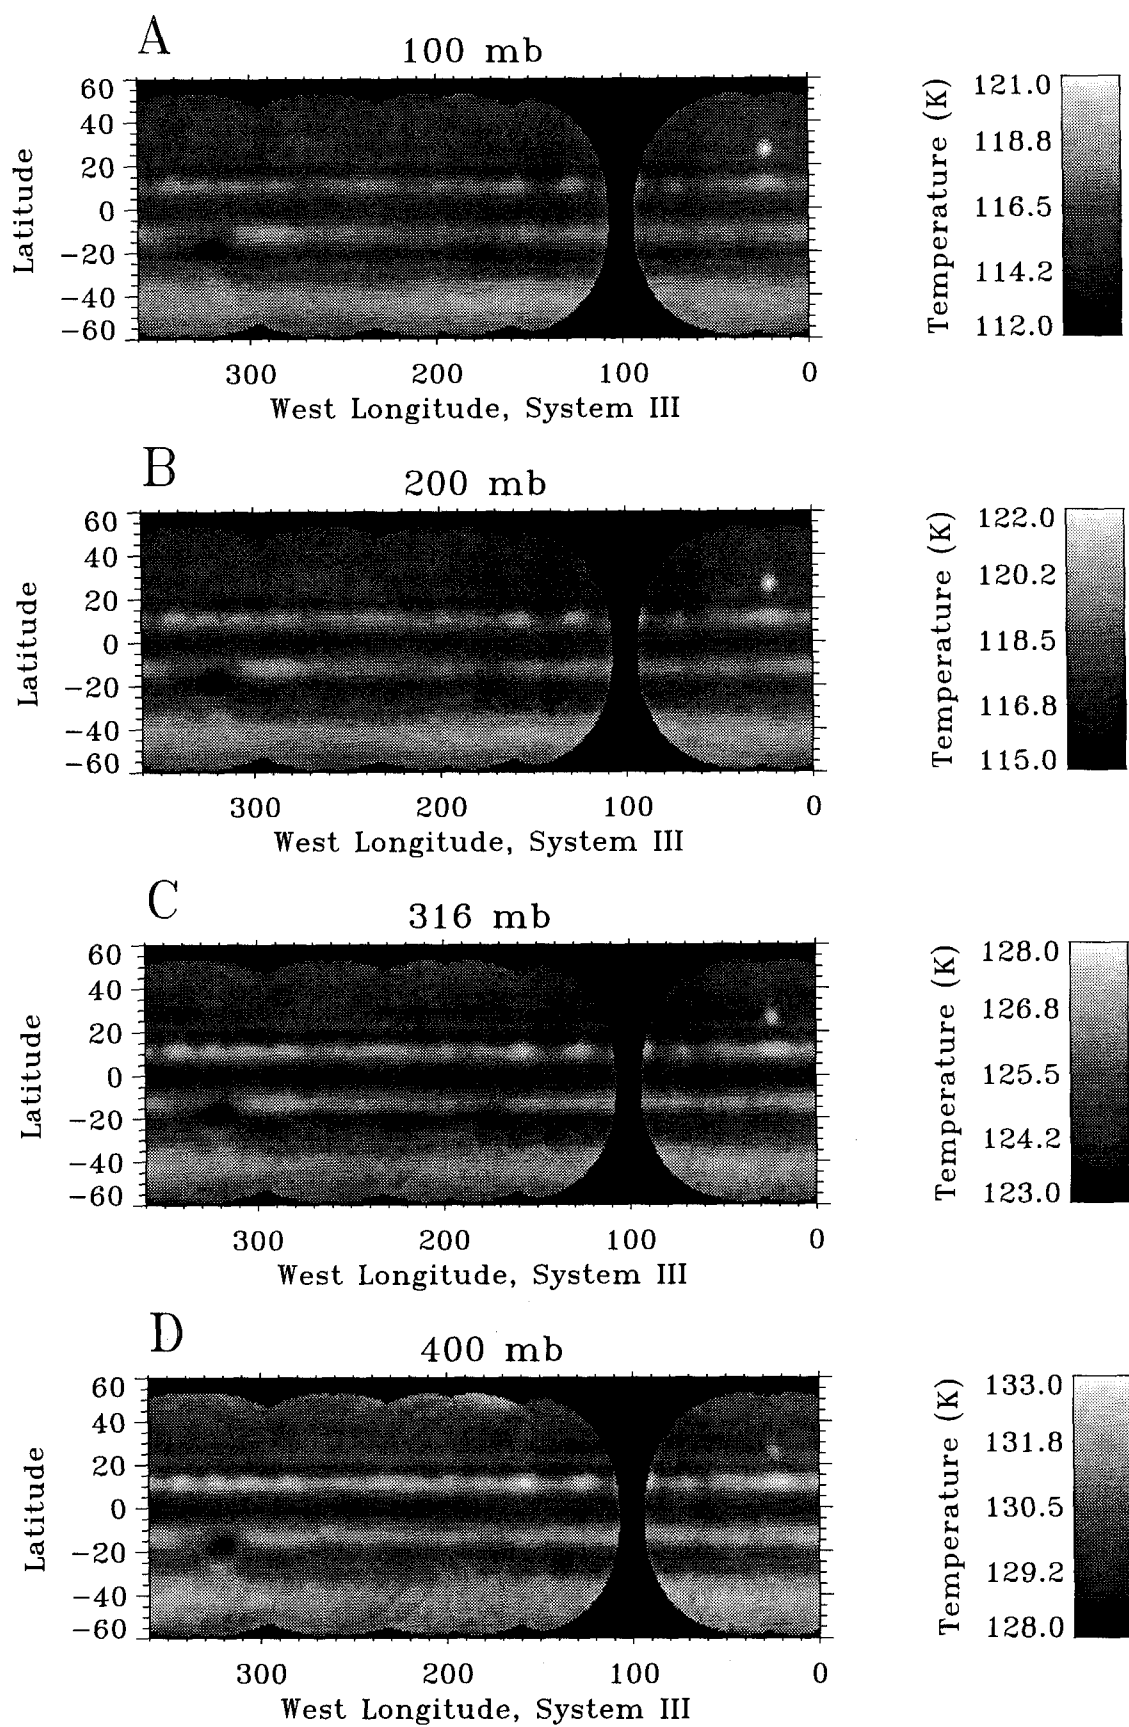 A
100 mb
60
40
20
0
−20
−40
−60
Latitude
300 200 100 0
West Longitude, System III
Temperature (K)
121.0
118.8
116.5
114.2
112.0
B
200 mb
60
40
20
0
−20
−40
−60
Latitude
300 200 100 0
West Longitude, System III
Temperature (K)
122.0
120.2
118.5
116.8
115.0
C
316 mb
60
40
20
0
−20
−40
−60
Latitude
300 200 100 0
West Longitude, System III
Temperature (K)
128.0
126.8
125.5
124.2
123.0
D
400 mb
60
40
20
0
−20
−40
−60
Latitude
300 200 100 0
West Longitude, System III
Temperature (K)
133.0
131.8
130.5
129.2
128.0